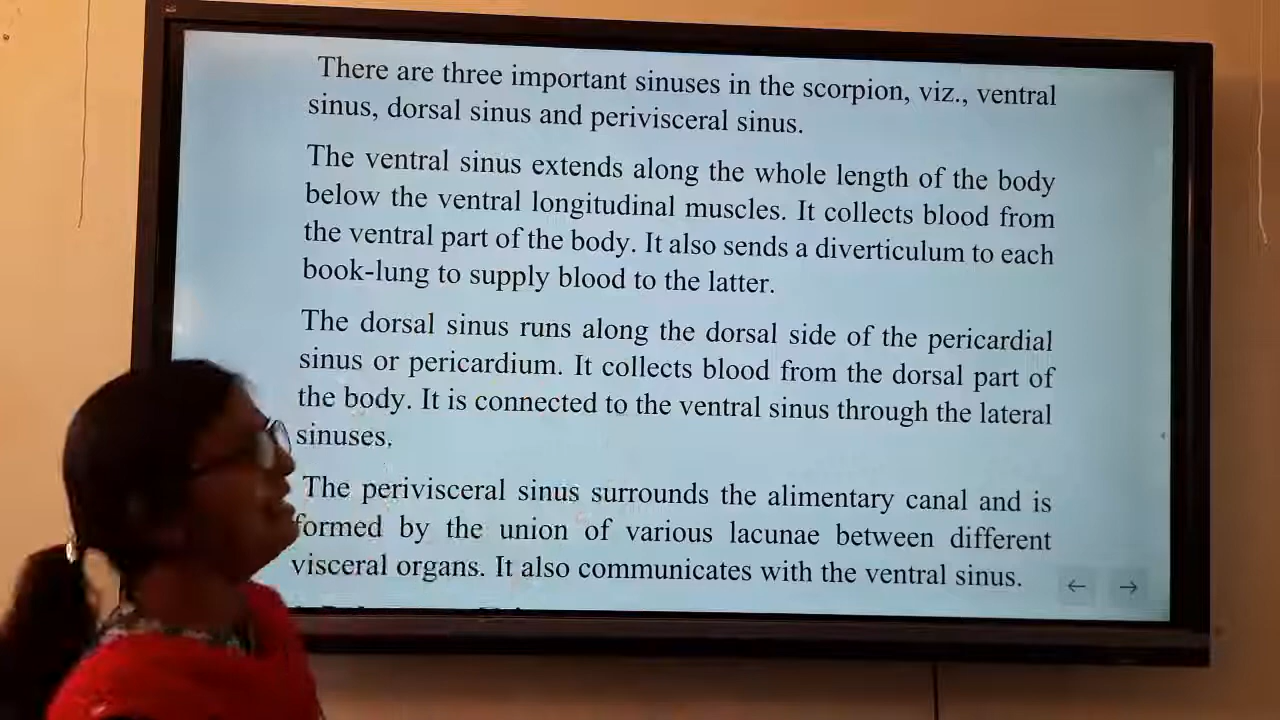 There are three important sinuses in the scorpion, viz., ventral
sinus, dorsal sinus and perivisceral sinus.
The ventral sinus extends along the whole length of the body
below the ventral longitudinal muscles. It collects blood from
the ventral part of the body. It also sends a diverticulum to each
book-lung to supply blood to the latter.
The dorsal sinus runs along the dorsal side of the pericardial
sinus or pericardium. It collects blood from the dorsal part of
the body. It is connected to the ventral sinus through the lateral
sinuses.
The perivisceral sinus surrounds the alimentary canal and is
formed by the union of various lacunae between different
visceral organs. It also communicates with the ventral sinus.